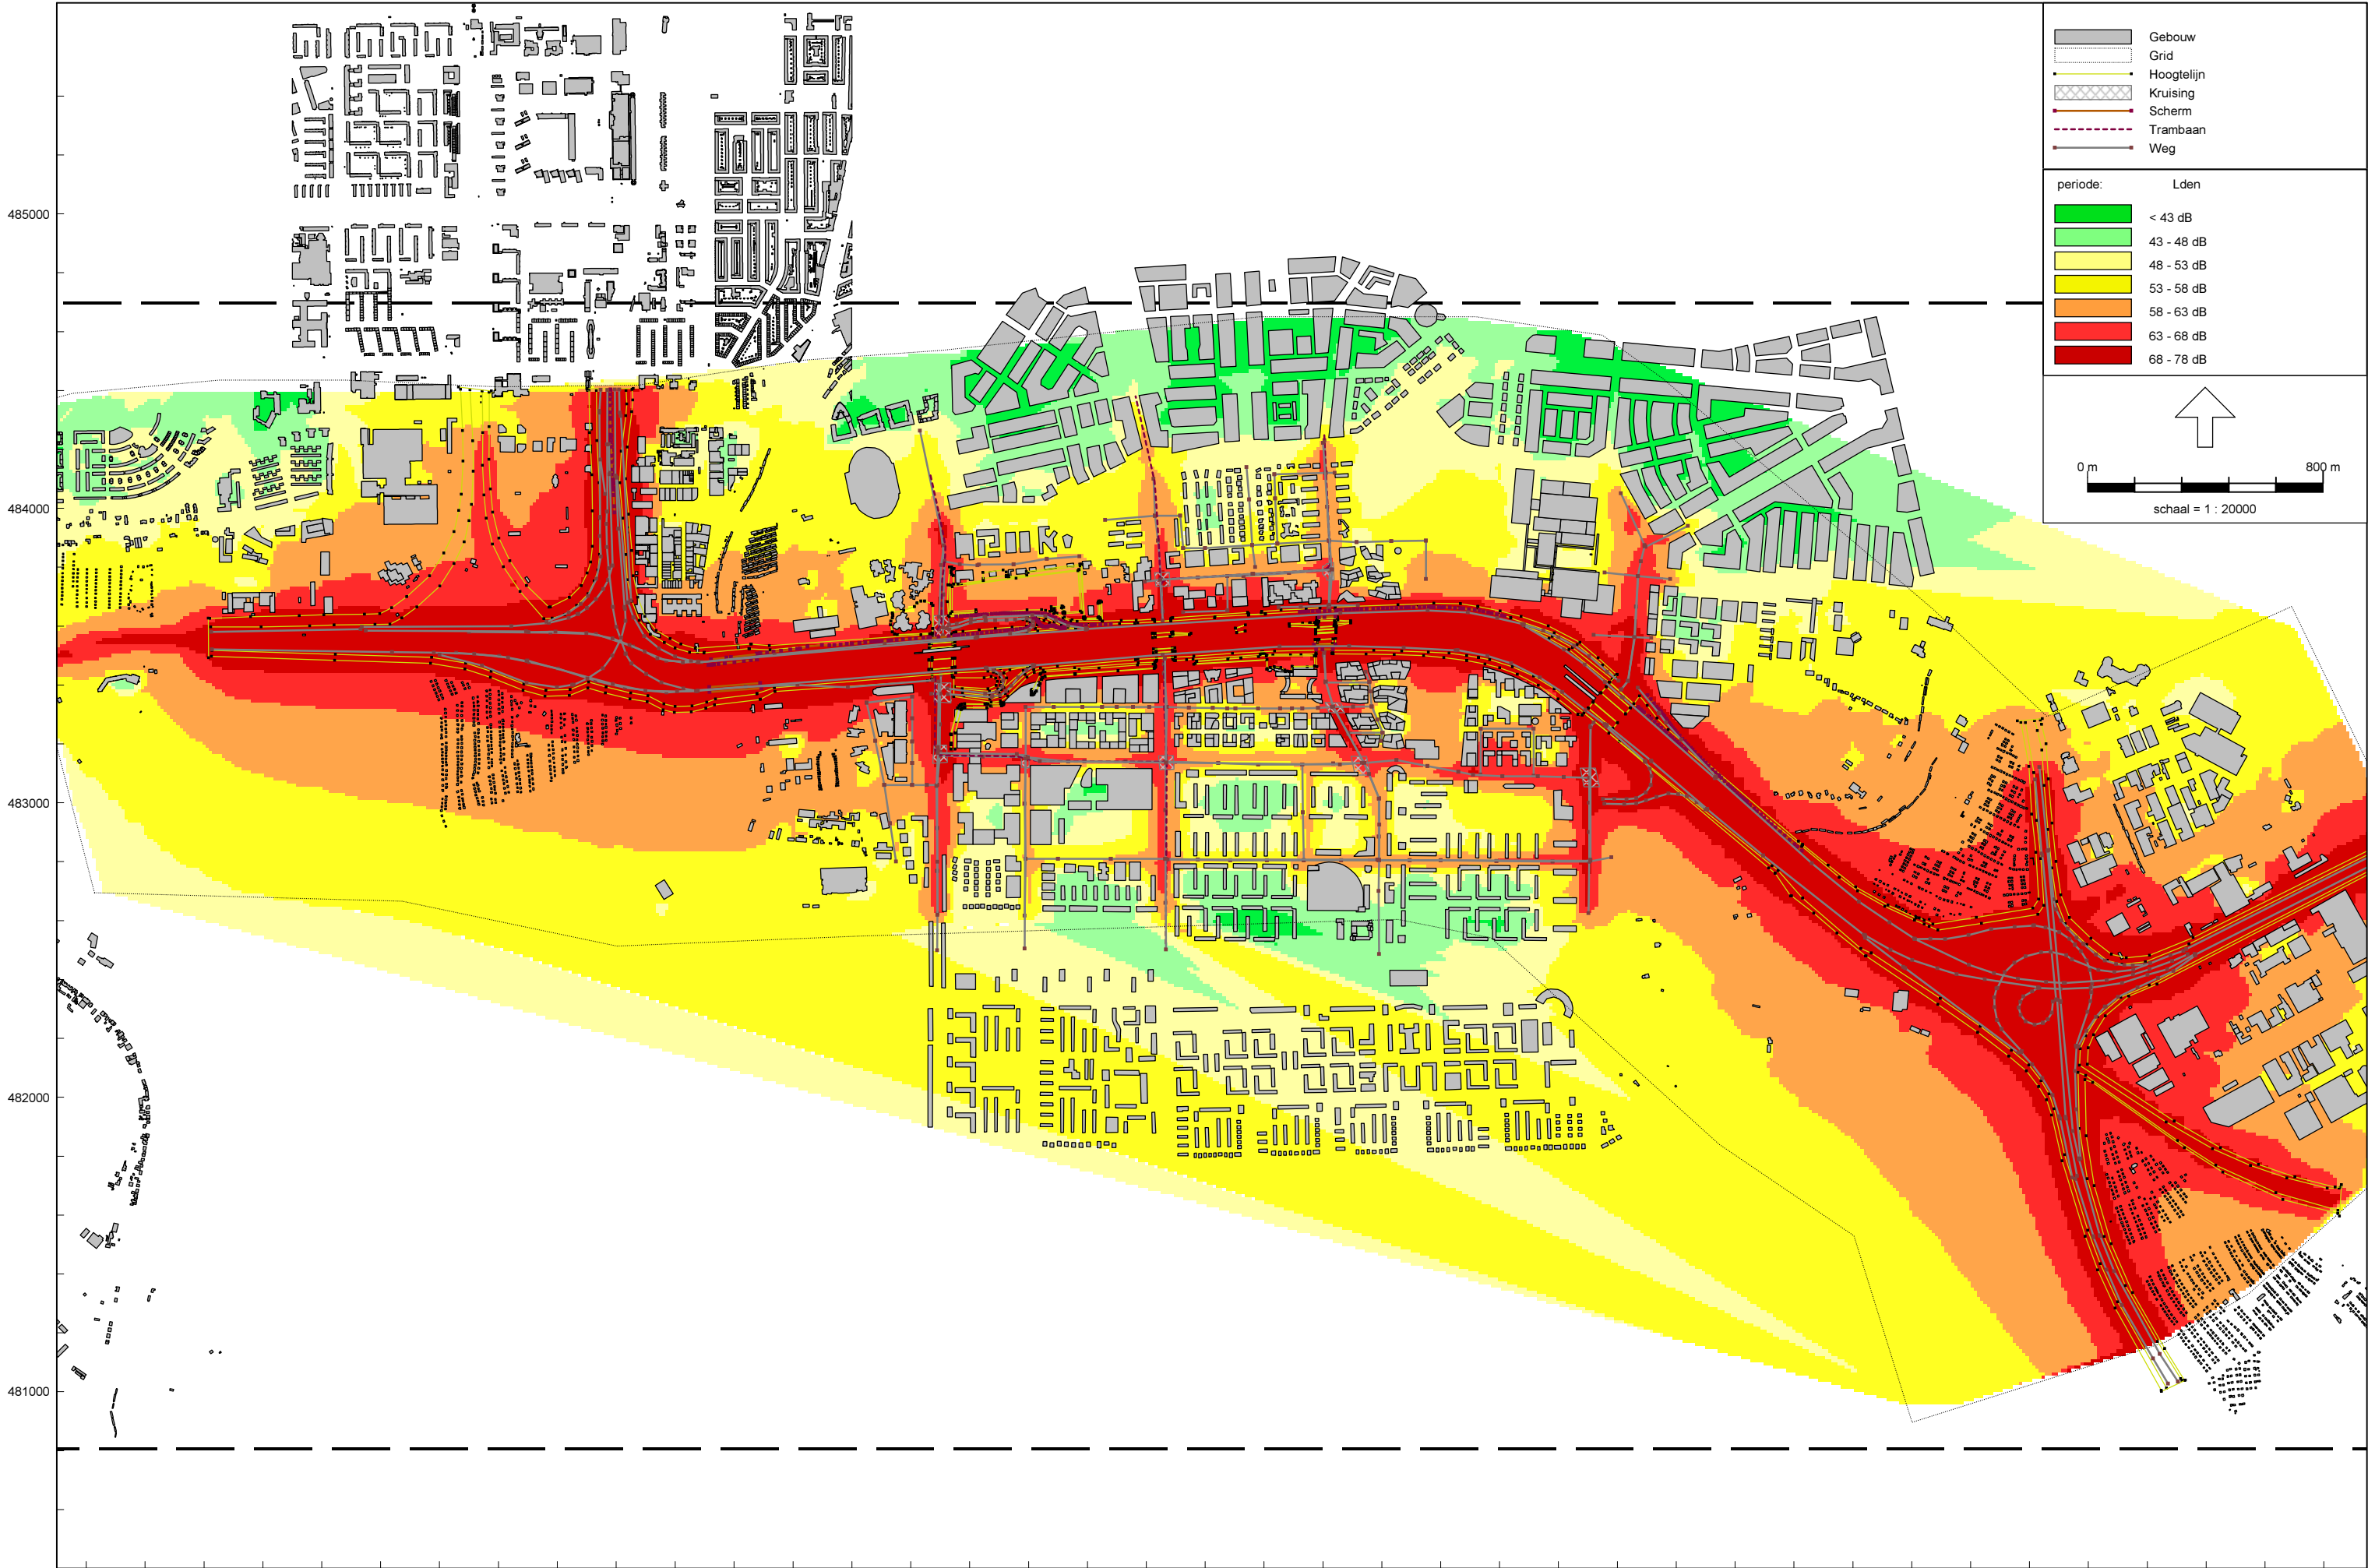 Gebouw
Grid
Hoogtelijn
Kruising
Scherm
Trambaan
Weg
periode: Lden
< 43 dB
43 - 48 dB
48 - 53 dB
53 - 58 dB
58 - 63 dB
63 - 68 dB
68 - 78 dB
0 m 800 m
schaal = 1 : 20000
485000
484000
483000
482000
481000